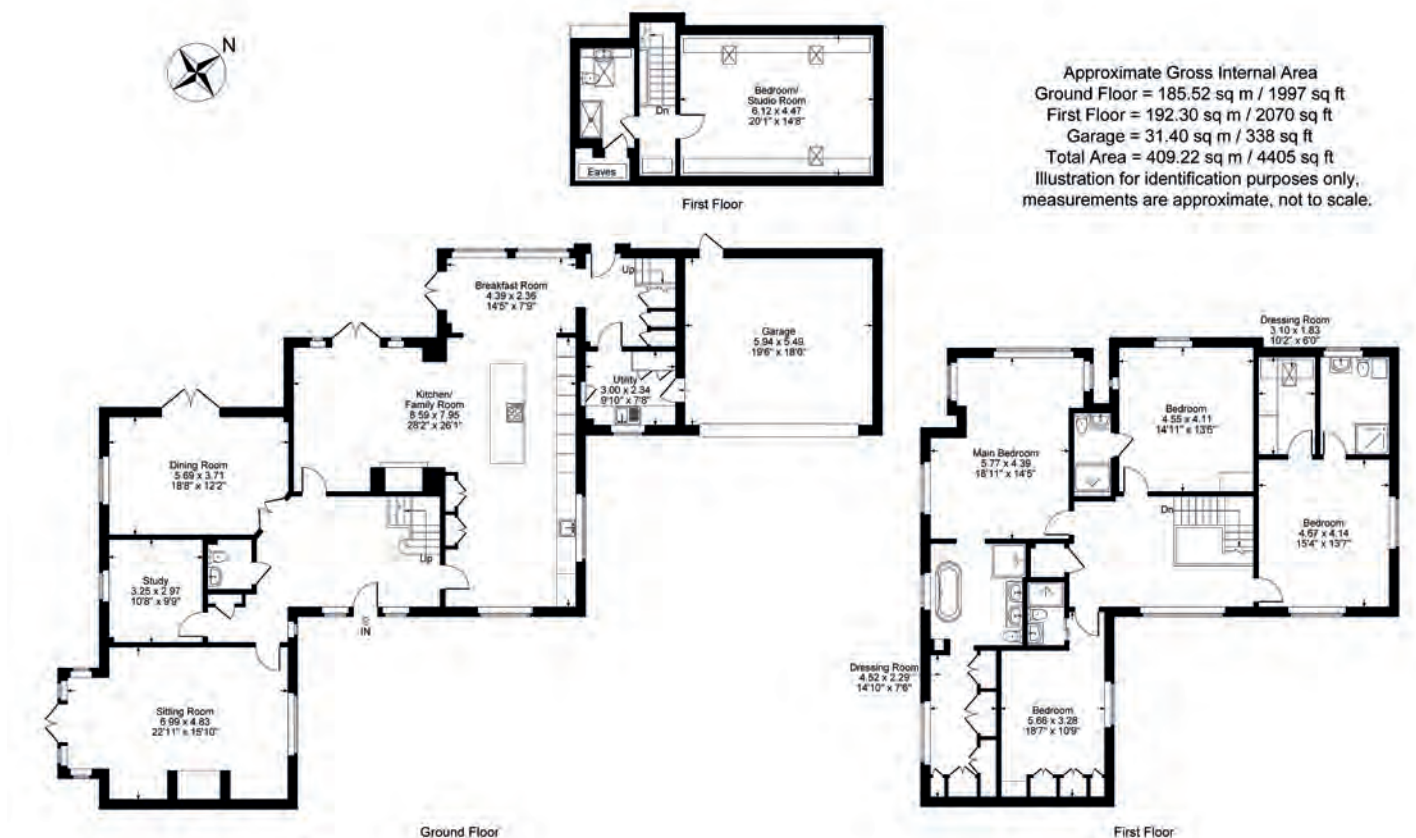 N
Approximate Gross Internal Area
Ground Floor = 185.52 sq m / 1997 sq ft
First Floor = 192.30 sq m / 2070 sq ft
Garage = 31.40 sq m / 338 sq ft
Total Area = 409.22 sq m / 4405 sq ft
Illustration for identification purposes only,
measurements are approximate, not to scale.
Bedroom/
Studio Room
6.12 x 4.47
20'1" x 14'8"
Dn
Eaves
First Floor
Breakfast Room
4.39 x 2.36
14'5" x 7'9"
Up
Garage
5.94 x 5.49
19'6" x 18'0"
Utility
3.00 x 2.34
9'10" x 7'8"
Kitchen/
Family Room
8.59 x 7.95
28'2" x 26'1"
Dining Room
5.69 x 3.71
18'8" x 12'2"
Up
Study
3.25 x 2.97
10'8" x 9'9"
IN
Sitting Room
6.99 x 4.83
22'11" x 15'10"
Ground Floor
Dressing Room
3.10 x 1.83
10'2" x 6'0"
Bedroom
4.55 x 4.11
14'11" x 13'6"
Main Bedroom
5.77 x 4.39
18'11" x 14'5"
Dn
Bedroom
4.67 x 4.14
15'4" x 13'7"
Dressing Room
4.52 x 2.29
14'10" x 7'6"
Bedroom
5.66 x 3.28
18'7" x 10'9"
First Floor